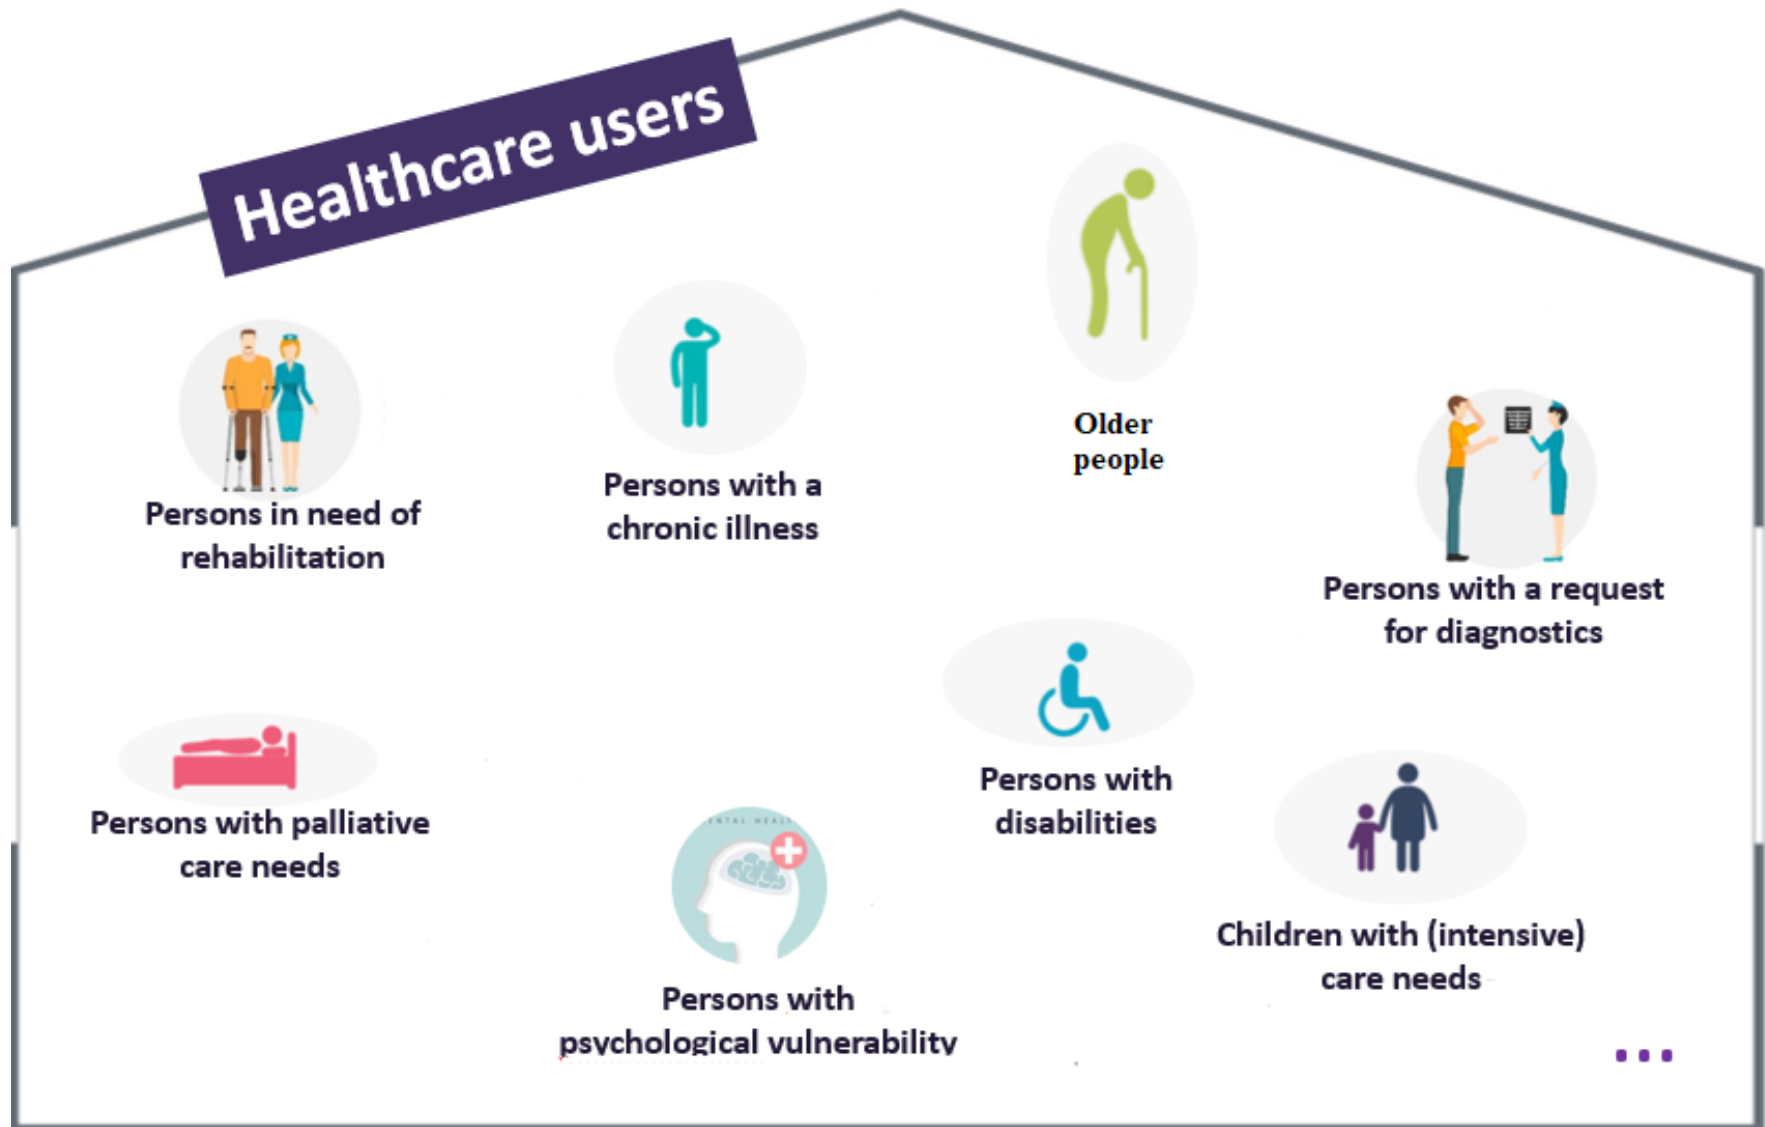 Healthcare users
Older
people
Persons in need of
rehabilitation
Persons with a
chronic illness
Persons with a request
for diagnostics
Persons with palliative
care needs
Persons with
disabilities
Children with (intensive)
care needs
Persons with
psychological vulnerability
...